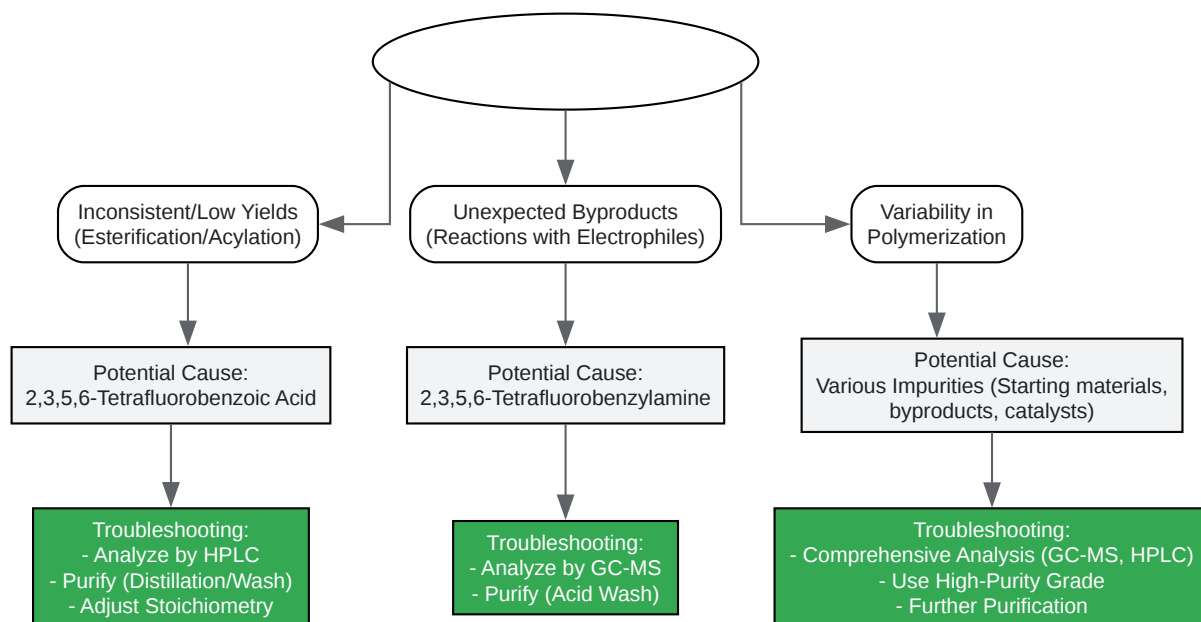 Inconsistent/Low Yields
(Esterification/Acylation)
Unexpected Byproducts
(Reactions with Electrophiles)
Variability in
Polymerization
Potential Cause:
2,3,5,6-Tetrafluorobenzoic Acid
Potential Cause:
2,3,5,6-Tetrafluorobenzylamine
Potential Cause:
Various Impurities (Starting materials,
byproducts, catalysts)
Troubleshooting:
- Analyze by HPLC
- Purify (Distillation/Wash)
- Adjust Stoichiometry
Troubleshooting:
- Analyze by GC-MS
- Purify (Acid Wash)
Troubleshooting:
- Comprehensive Analysis (GC-MS, HPLC)
- Use High-Purity Grade
- Further Purification